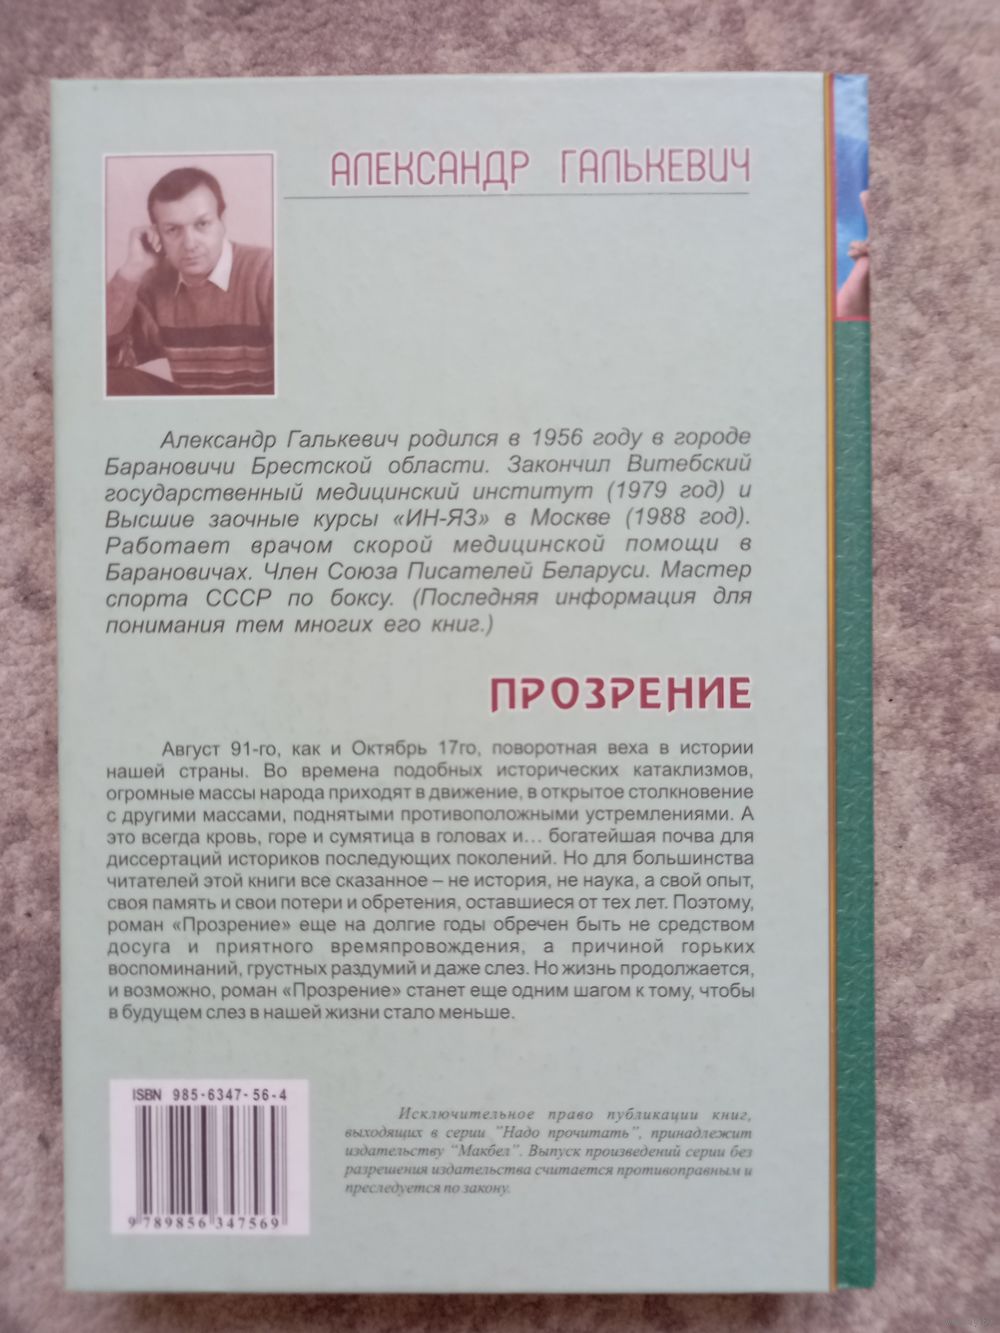 АЛЕКСАНДР ГАЛЬКЕВИЧ
Александр Галькевич родился в 1956 году в городе
Барановичи Брестской области. Закончил Витебский
государственный медицинский институт (1979 год) и
Высшие заочные курсы «ИН-ЯЗ» в Москве (1988 год).
Работает врачом скорой медицинской помощи в
Барановичах. Член Союза Писателей Беларуси. Мастер
спорта СССР по боксу. (Последняя информация для
понимания тем многих его книг.)
ПРОЗРЕНИЕ
Август 91-го, как и Октябрь 17го, поворотная веха в истории
нашей страны. Во времена подобных исторических катаклизмов,
огромные массы народа приходят в движение, в открытое столкновение
с другими массами, поднятыми противоположными устремлениями. А
это всегда кровь, горе и сумятица в головах и... богатейшая почва для
диссертаций историков последующих поколений. Но для большинства
читателей этой книги все сказанное – не история, не наука, а свой опыт,
своя память и свои потери и обретения, оставшиеся от тех лет. Поэтому,
роман «Прозрение» еще на долгие годы обречен быть не средством
досуга и приятного времяпровождения, а причиной горьких
воспоминаний, грустных раздумий и даже слез. Но жизнь продолжается,
и возможно, роман «Прозрение» станет еще одним шагом к тому, чтобы
в будущем слез в нашей жизни стало меньше.
ISBN 985-6347-56-4
9 789856 347569
Исключительное право публикации книг,
выходящих в серии "Надо прочитать", принадлежит
издательству "Макбел". Выпуск произведений серии без
разрешения издательства считается противоправным и
преследуется по закону.